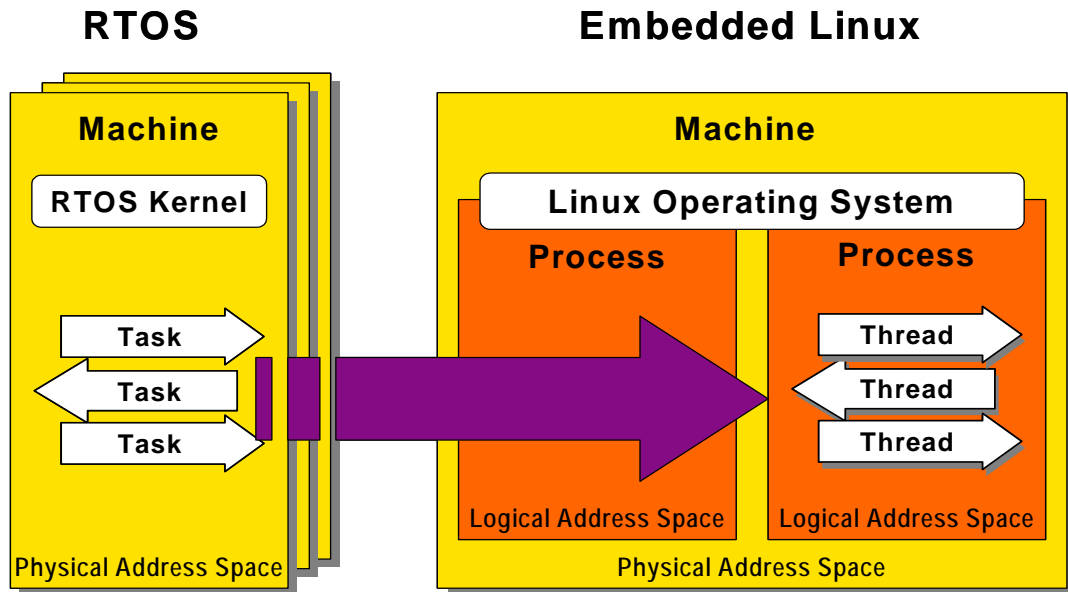 RTOS
Machine
RTOS Kernel
Task
Task
Task
Physical Address Space
Embedded Linux
Machine
Linux Operating System
Process
Logical Address Space
Process
Thread
Thread
Thread
Logical Address Space
Physical Address Space